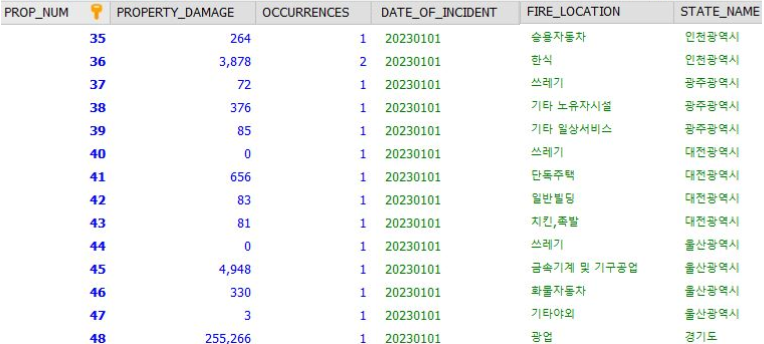 PROP_NUM PROPERTY_DAMAGE OCCURRENCES DATE_OF_INCIDENT FIRE_LOCATION STATE_NAME
35 264 1 20230101 승용자동차 인천광역시
36 3,878 2 20230101 한식 인천광역시
37 72 1 20230101 쓰레기 광주광역시
38 376 1 20230101 기타 노유자시설 광주광역시
39 85 1 20230101 기타 일상서비스 광주광역시
40 0 1 20230101 쓰레기 대전광역시
41 656 1 20230101 단독주택 대전광역시
42 83 1 20230101 일반빌딩 대전광역시
43 81 1 20230101 치킨,족발 대전광역시
44 0 1 20230101 쓰레기 울산광역시
45 4,948 1 20230101 금속기계 및 기구공업 울산광역시
46 330 1 20230101 화물자동차 울산광역시
47 3 1 20230101 기타야외 울산광역시
48 255,266 1 20230101 광업 경기도